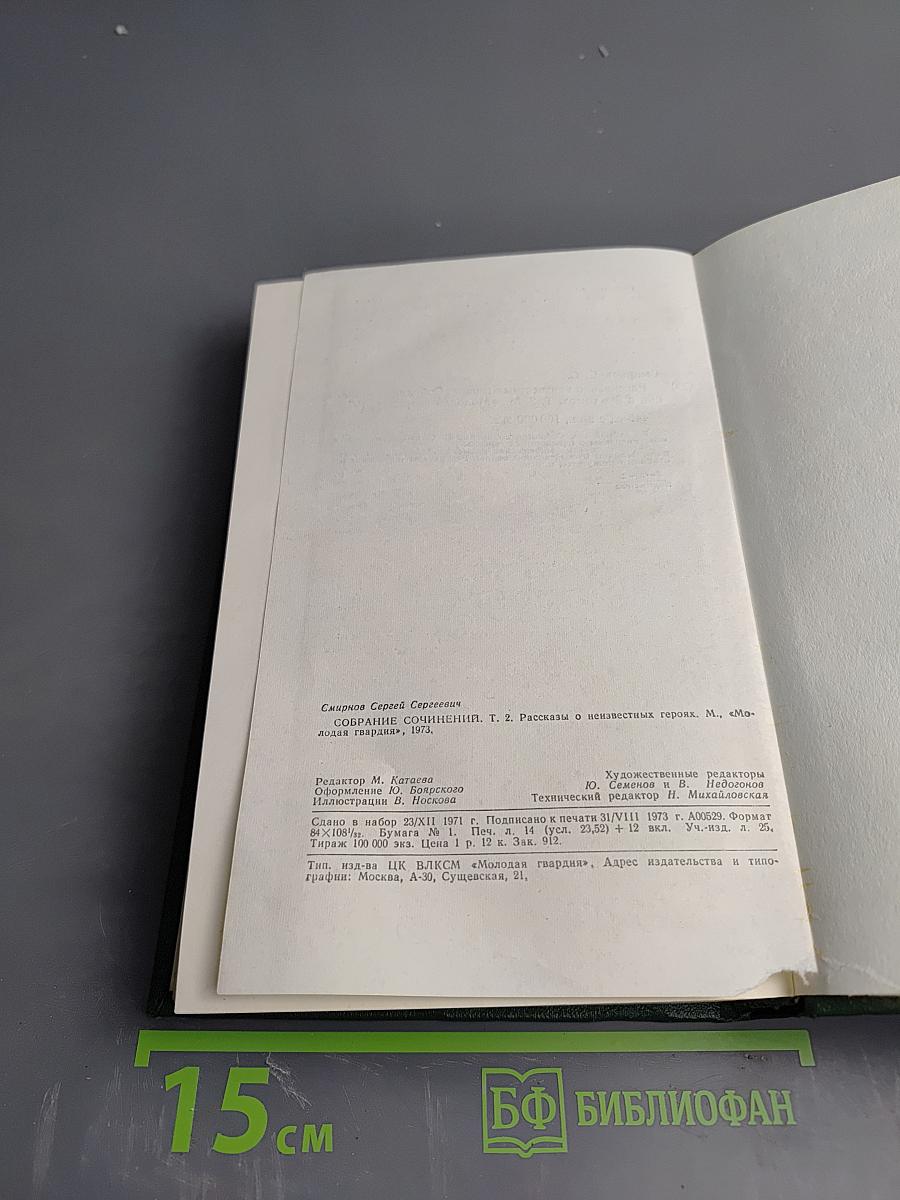 Смирнов Сергей Сергеевич
СОБРАНИЕ СОЧИНЕНИЙ. Т. 2. Рассказы о неизвестных героях. М., «Мо-
лодая гвардия», 1973.
Редактор М. Катаева
Оформление Ю. Боярского
Иллюстрации В. Носкова
Художественные редакторы
Ю. Семенов и В. Недогонов
Технический редактор Н. Михайловская
Сдано в набор 23/XII 1971 г. Подписано к печати 31/VIII 1973 г. А00529. Формат
84×108¹/₃₂. Бумага № 1. Печ. л. 14 (усл. 23,52) + 12 вкл. Уч.-изд. л. 25,
Тираж 100 000 экз. Цена 1 р. 12 к. Зак. 912.
Тип. изд-ва ЦК ВЛКСМ «Молодая гвардия». Адрес издательства и типо-
графии: Москва, А-30, Сущевская, 21,
15 см
БФ БИБЛИОФАН